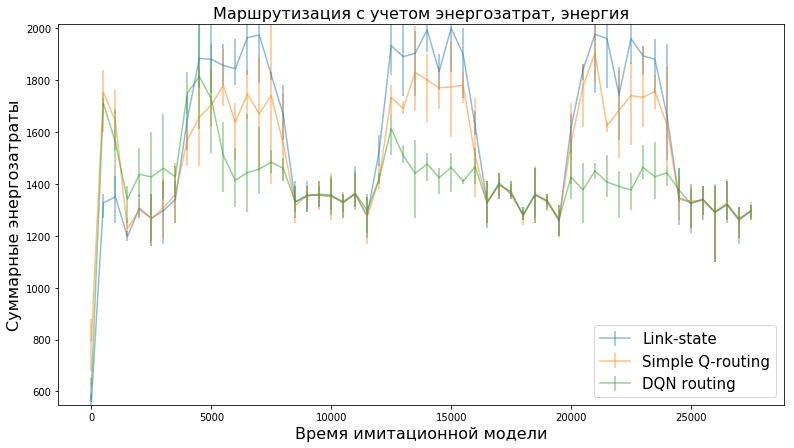 Маршрутизация с учетом энергозатрат, энергия
Суммарные энергозатраты
2000
1800
1600
1400
1200
1000
800
600
Link-state
Simple Q-routing
DQN routing
0
5000
10000
15000
20000
25000
Время имитационной модели